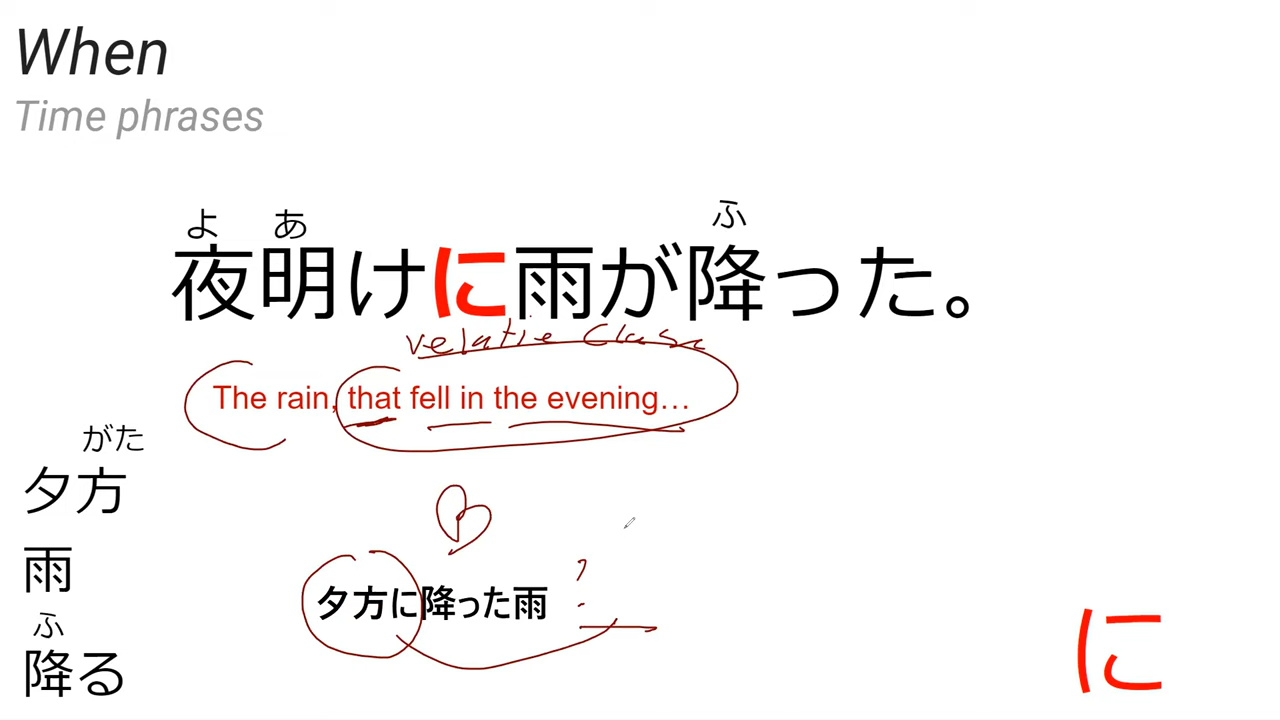 When
Time phrases
よ あ ふ
夜明けに雨が降った。
relative Clause
The rain, that fell in the evening…
がた
夕方
雨
ふ
降る
夕方に降った雨
?
に